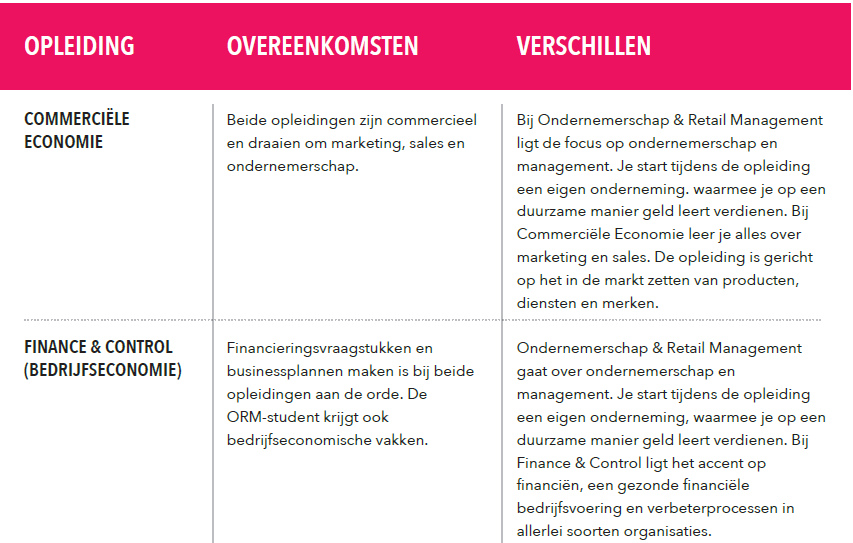 OPLEIDING
OVEREENKOMSTEN
VERSCHILLEN
COMMERCIËLE
ECONOMIE
Beide opleidingen zijn commercieel
en draaien om marketing, sales en
ondernemerschap.
Bij Ondernemerschap & Retail Management
ligt de focus op ondernemerschap en
management. Je start tijdens de opleiding
een eigen onderneming. waarmee je op een
duurzame manier geld leert verdienen. Bij
Commerciële Economie leer je alles over
marketing en sales. De opleiding is gericht
op het in de markt zetten van producten,
diensten en merken.
FINANCE & CONTROL
(BEDRIJFSECONOMIE)
Financieringsvraagstukken en
businessplannen maken is bij beide
opleidingen aan de orde. De
ORM-student krijgt ook
bedrijfseconomische vakken.
Ondernemerschap & Retail Management
gaat over ondernemerschap en
management. Je start tijdens de opleiding
een eigen onderneming, waarmee je op een
duurzame manier geld leert verdienen. Bij
Finance & Control ligt het accent op
financiën, een gezonde financiële
bedrijfsvoering en verbeterprocessen in
allerlei soorten organisaties.